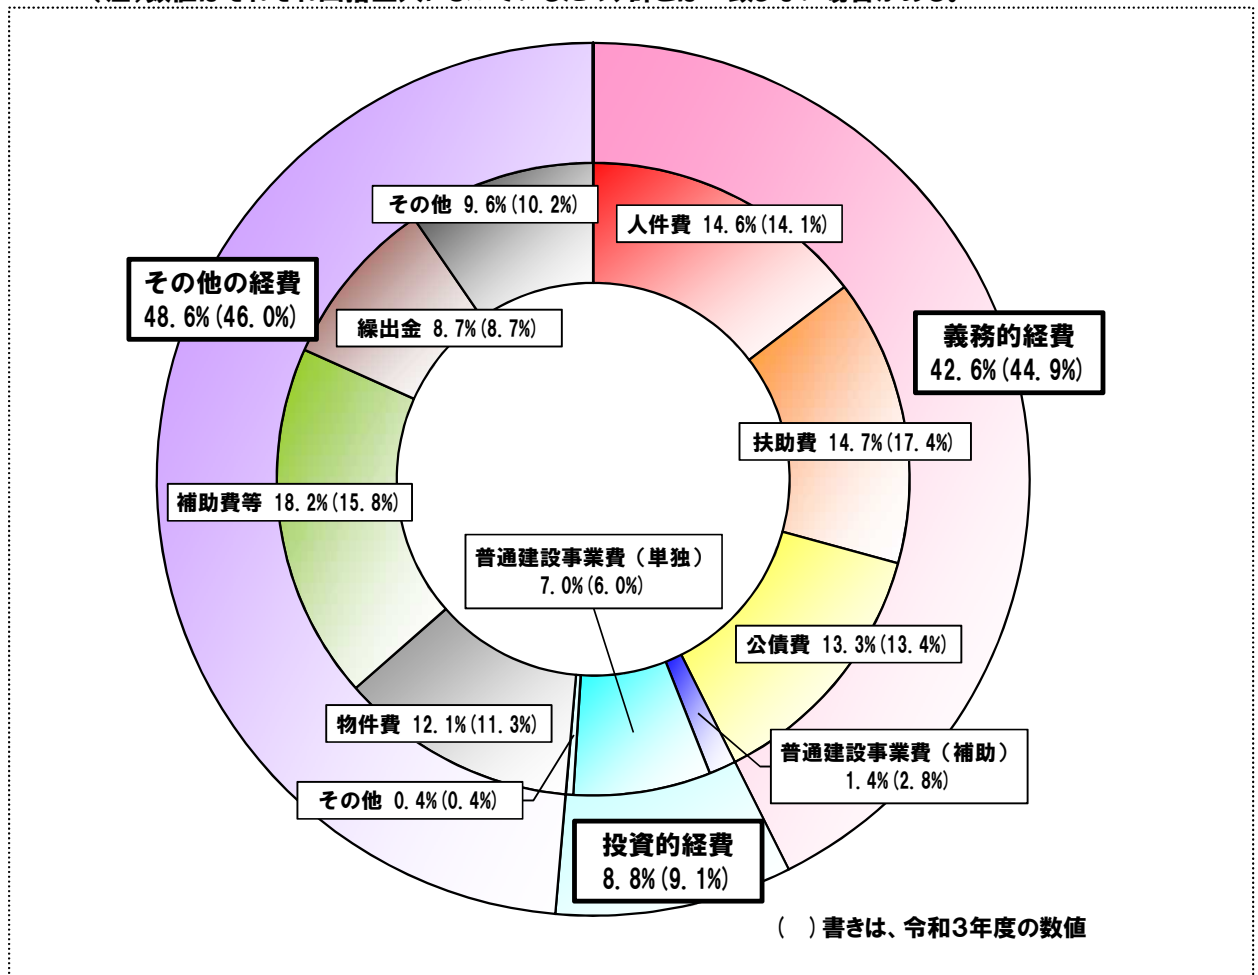 その他 9.6%(10.2%)
人件費 14.6%(14.1%)
その他の経費
48.6%(46.0%)
繰出金 8.7%(8.7%)
義務的経費
42.6%(44.9%)
扶助費 14.7%(17.4%)
補助費等 18.2%(15.8%)
普通建設事業費（単独）
7.0%(6.0%)
公債費 13.3%(13.4%)
物件費 12.1%(11.3%)
普通建設事業費（補助）
1.4%(2.8%)
その他 0.4%(0.4%)
投資的経費
8.8%(9.1%)
(　)書きは、令和3年度の数値